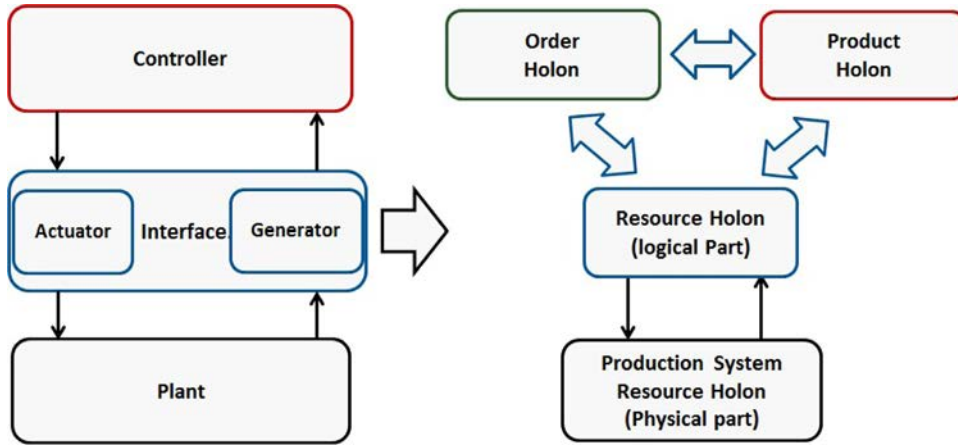 Controller
Actuator
Interface.
Generator
Plant
Order
Holon
Product
Holon
Resource Holon
(logical Part)
Production System
Resource Holon
(Physical part)